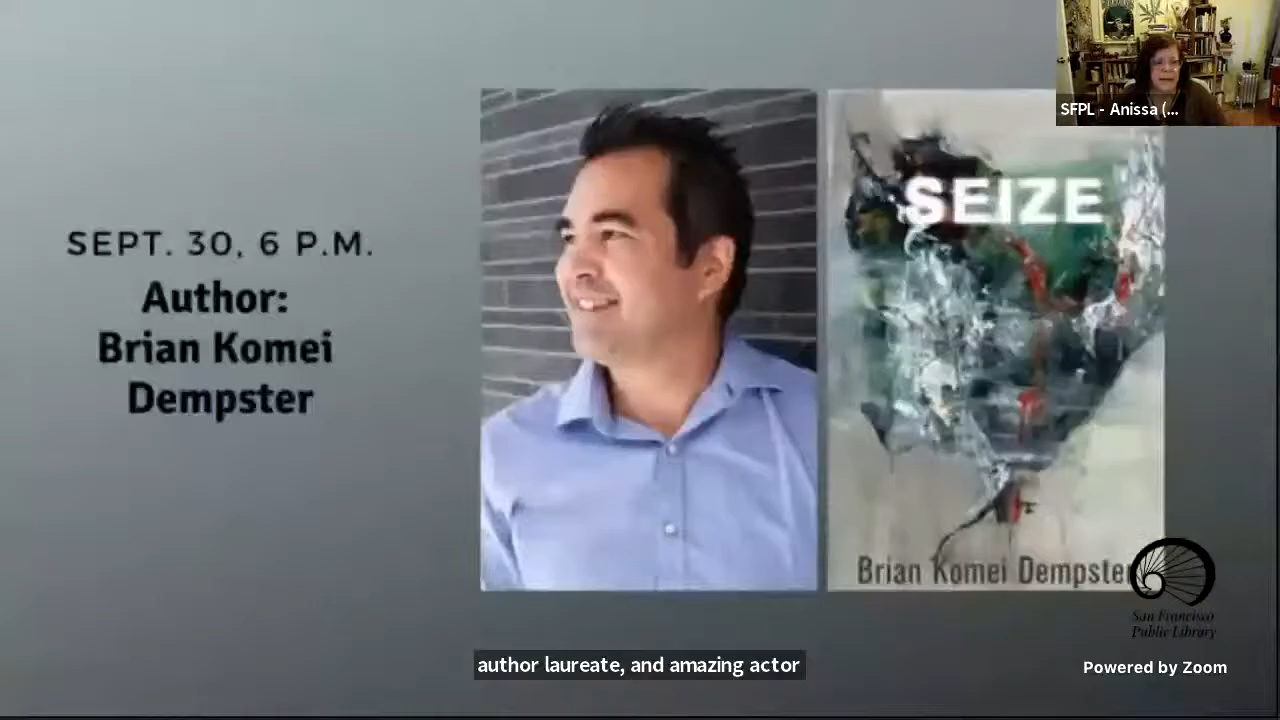 SFPL - Anissa (...
SEPT. 30, 6 P.M.
Author:
Brian Komei
Dempster
SEIZE
Brian Komei Dempster
San Francisco
Public Library
author laureate, and amazing actor
Powered by Zoom